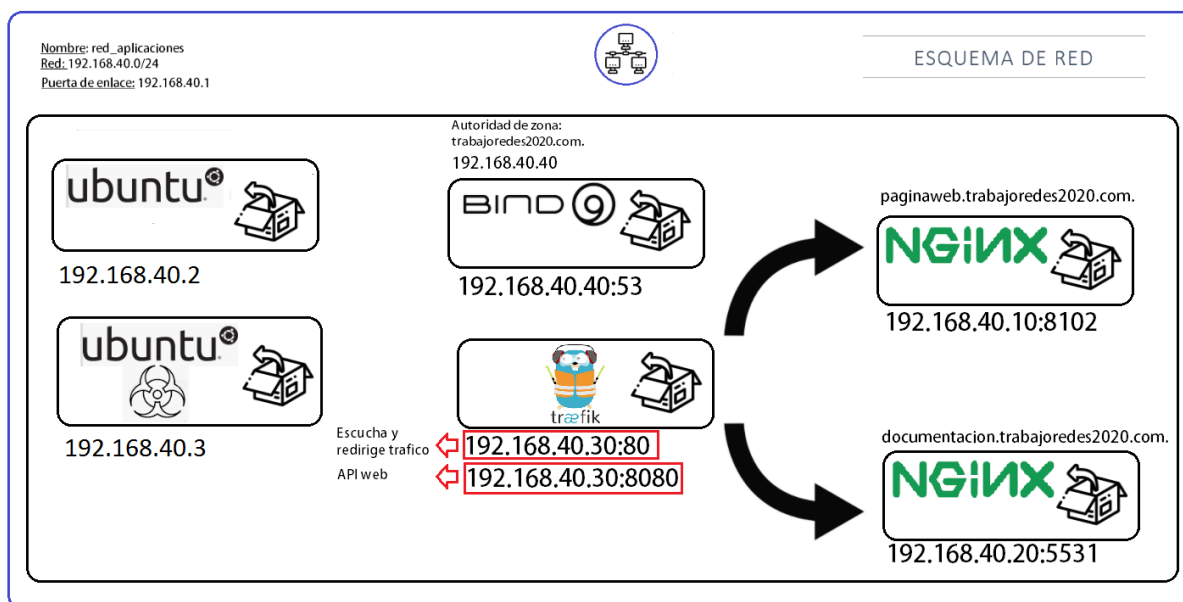 Nombre: red_aplicaciones
Red: 192.168.40.0/24
Puerta de enlace: 192.168.40.1
ESQUEMA DE RED
ubuntu
192.168.40.2
ubuntu
192.168.40.3
Autoridad de zona:
trabajoredes2020.com.
192.168.40.40
BIND 9
192.168.40.40:53
træfik
Escucha y
redirige trafico
192.168.40.30:80
API web
192.168.40.30:8080
paginaweb.trabajoredes2020.com.
NGiNX
192.168.40.10:8102
documentacion.trabajoredes2020.com.
NGiNX
192.168.40.20:5531